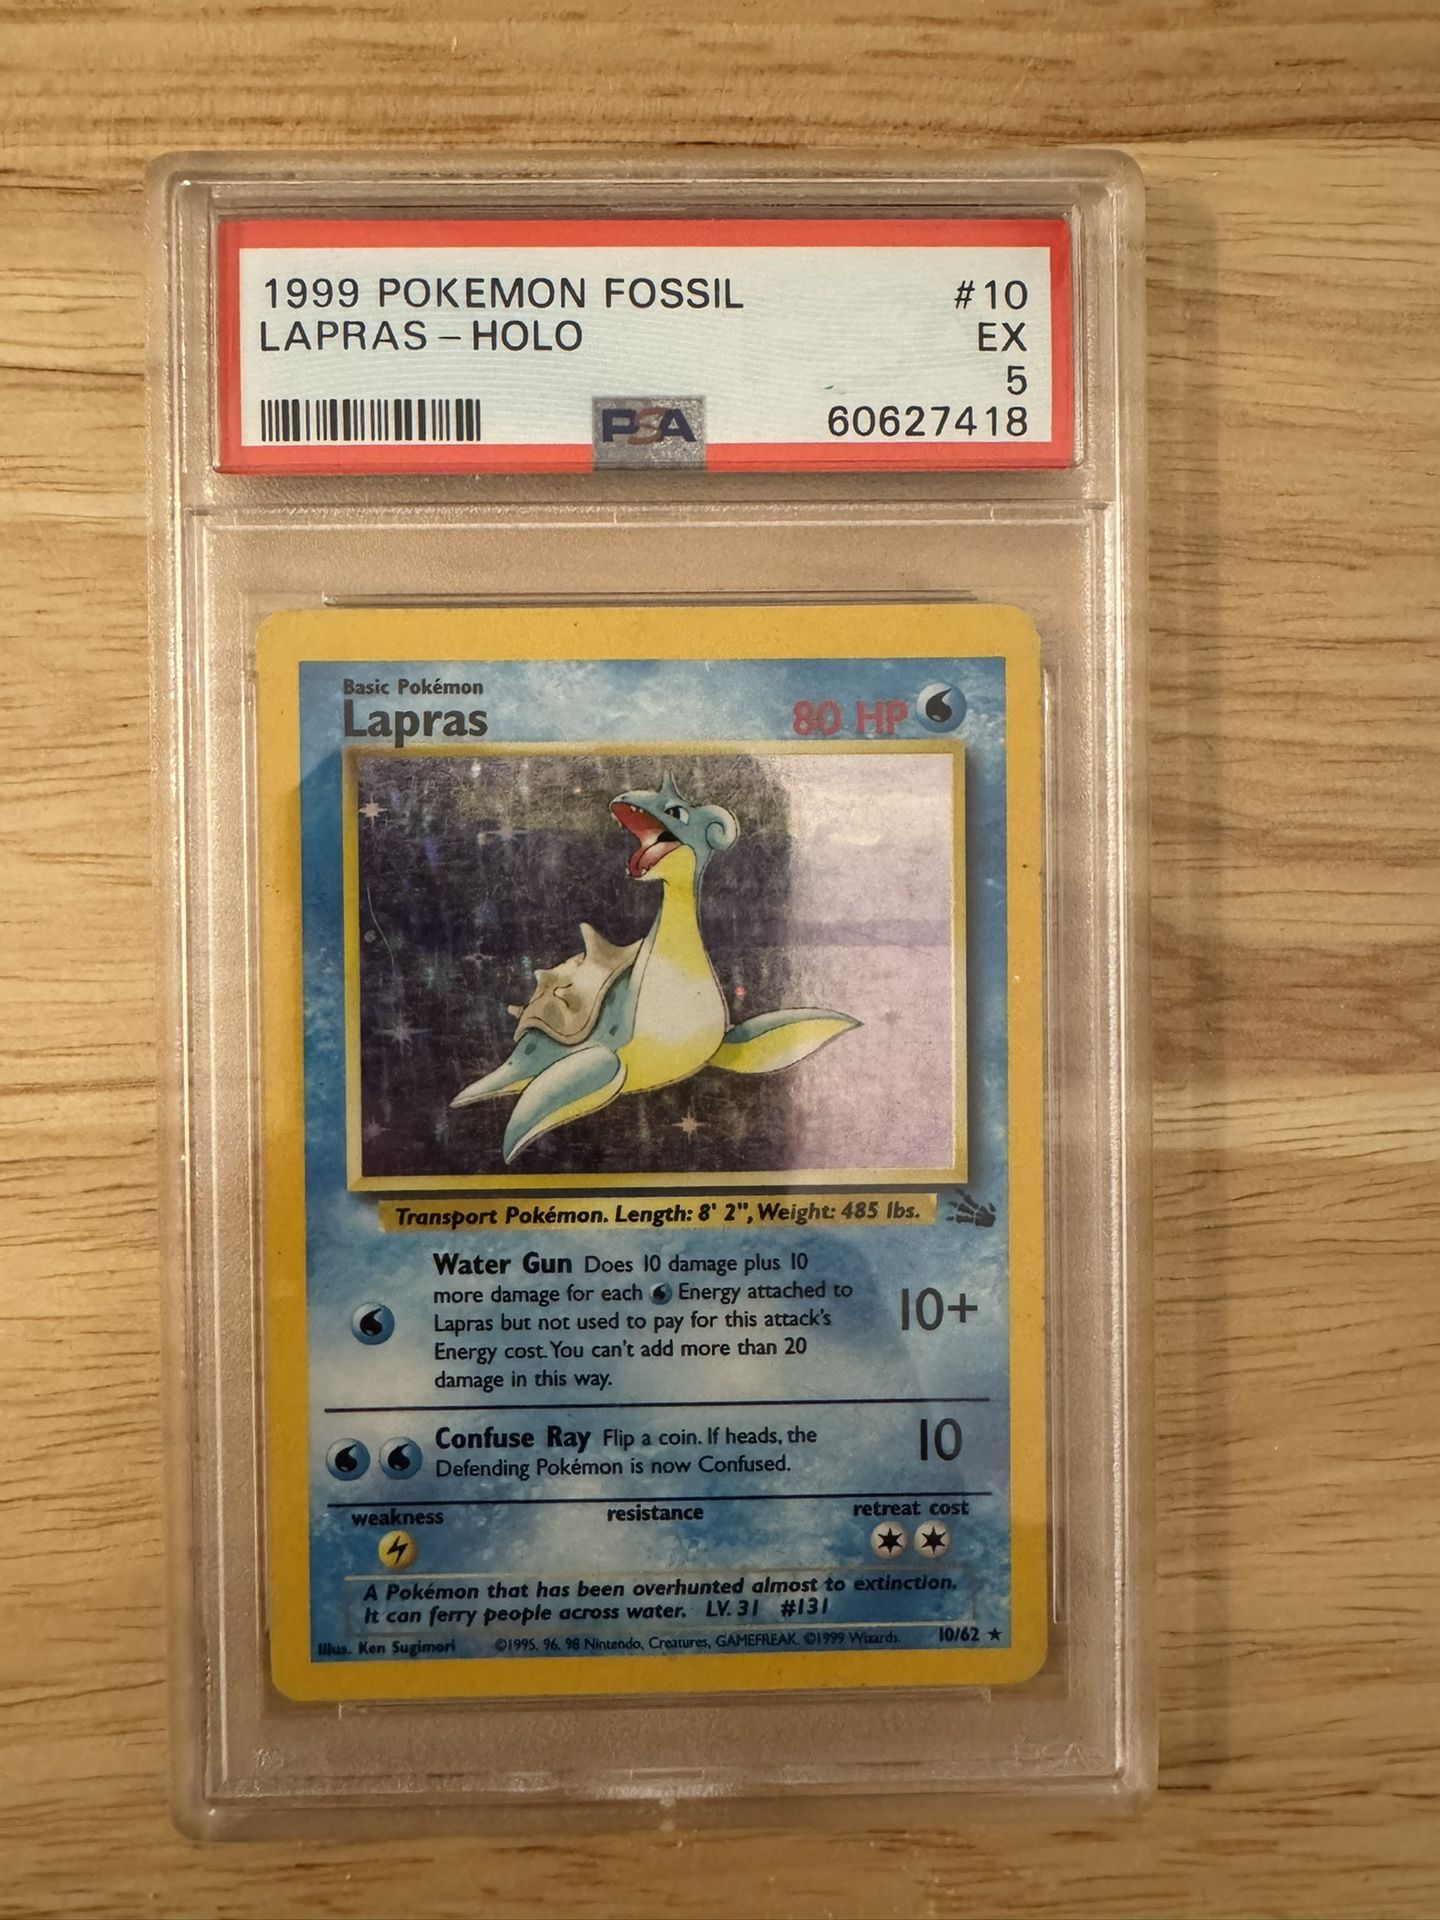 1999 POKEMON FOSSIL #10
LAPRAS - HOLO EX
5
PSA 60627418
Basic Pokémon
Lapras 80 HP
Transport Pokémon. Length: 8' 2", Weight: 485 lbs.
Water Gun Does 10 damage plus 10
more damage for each Energy attached to
Lapras but not used to pay for this attack's
Energy cost. You can't add more than 20
damage in this way.
10+
Confuse Ray Flip a coin. If heads, the
Defending Pokémon is now Confused.
10
weakness resistance retreat cost
A Pokémon that has been overhunted almost to extinction.
It can ferry people across water. LV. 31 #131
Illus. Ken Sugimori ©1995, 96, 98 Nintendo, Creatures, GAMEFREAK. ©1999 Wizards. 10/62 ★
PSA